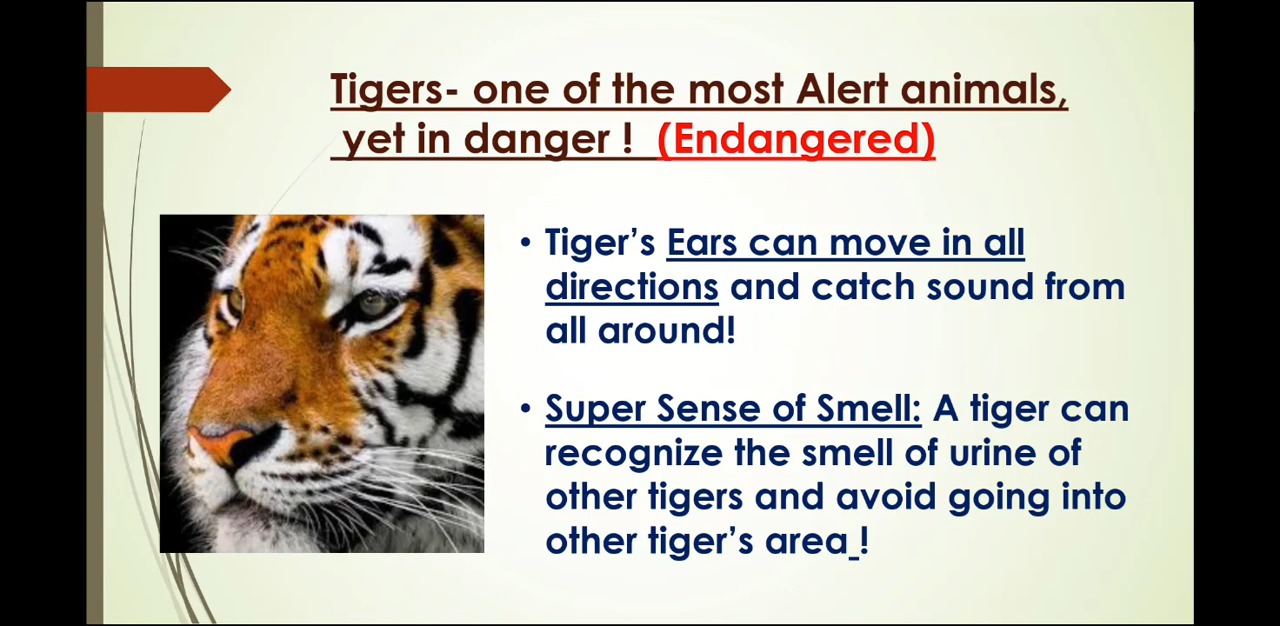 Tigers- one of the most Alert animals,
yet in danger ! (Endangered)
• Tiger’s Ears can move in all
directions and catch sound from
all around!
• Super Sense of Smell: A tiger can
recognize the smell of urine of
other tigers and avoid going into
other tiger’s area_!